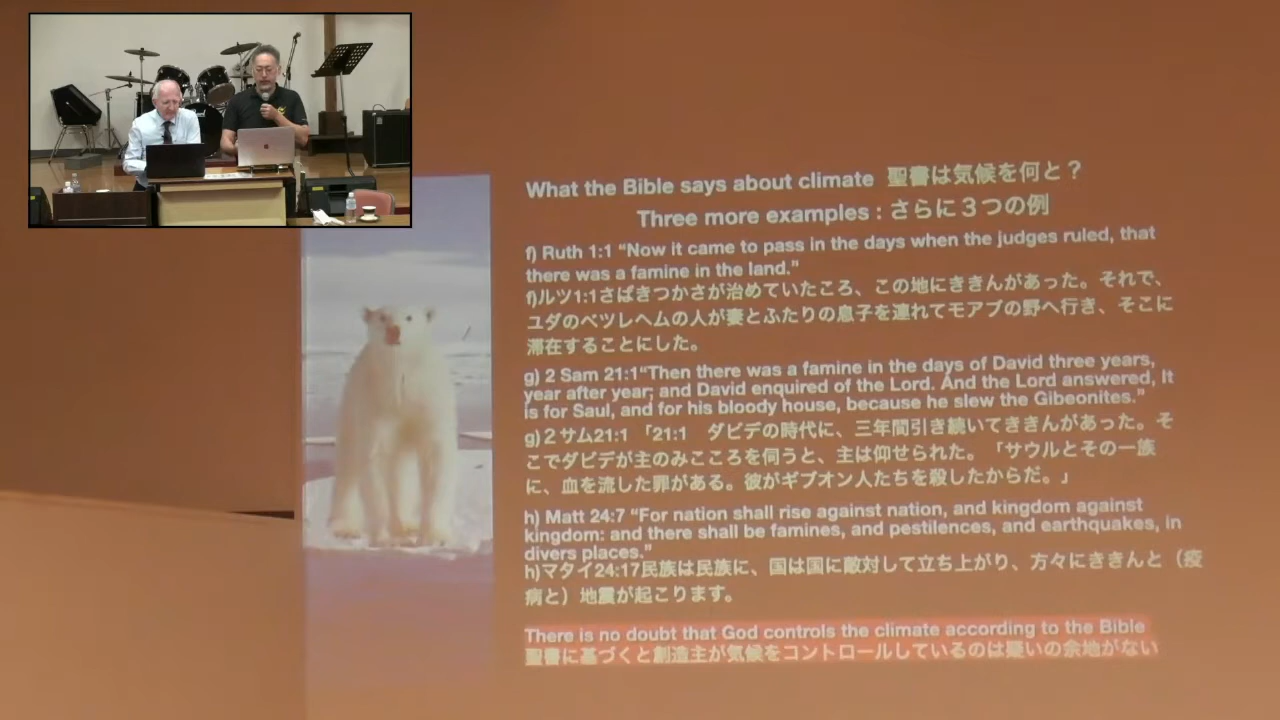 What the Bible says about climate 聖書は気候を何と？
Three more examples : さらに３つの例
f) Ruth 1:1 “Now it came to pass in the days when the judges ruled, that
there was a famine in the land.”
f)ルツ1:1さばきつかさが治めていたころ、この地にききんがあった。それで、
ユダのベツレヘムの人が妻とふたりの息子を連れてモアブの野へ行き、そこに
滞在することにした。
g) 2 Sam 21:1“Then there was a famine in the days of David three years,
year after year; and David enquired of the Lord. And the Lord answered, It
is for Saul, and for his bloody house, because he slew the Gibeonites.”
g)２サム21:1 「21:1　ダビデの時代に、三年間引き続いてききんがあった。そ
こでダビデが主のみこころを伺うと、主は仰せられた。「サウルとその一族
に、血を流した罪がある。彼がギブオン人たちを殺したからだ。」
h) Matt 24:7 “For nation shall rise against nation, and kingdom against
kingdom: and there shall be famines, and pestilences, and earthquakes, in
divers places.”
h)マタイ24:17民族は民族に、国は国に敵対して立ち上がり、方々にききんと（疫
病と）地震が起こります。
There is no doubt that God controls the climate according to the Bible
聖書に基づくと創造主が気候をコントロールしているのは疑いの余地がない